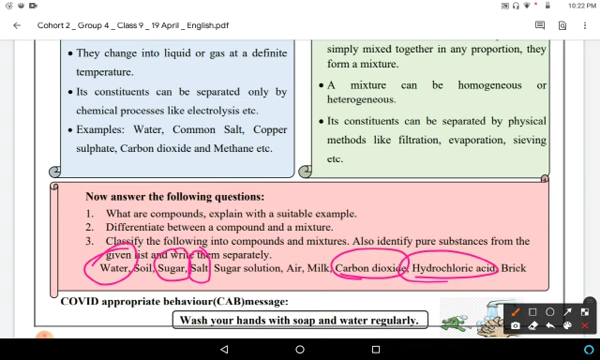 10:22 PM
Cohort 2 _ Group 4 _ Class 9 _ 19 April _ English.pdf
• They change into liquid or gas at a definite
temperature.
• Its constituents can be separated only by
chemical processes like electrolysis etc.
• Examples: Water, Common Salt, Copper
sulphate, Carbon dioxide and Methane etc.
simply mixed together in any proportion, they
form a mixture.
• A mixture can be homogeneous or
heterogeneous.
• Its constituents can be separated by physical
methods like filtration, evaporation, sieving
etc.
Now answer the following questions:
1. What are compounds, explain with a suitable example.
2. Differentiate between a compound and a mixture.
3. Classify the following into compounds and mixtures. Also identify pure substances from the
given list and write them separately.
Water, Soil, Sugar, Salt, Sugar solution, Air, Milk, Carbon dioxide, Hydrochloric acid, Brick
COVID appropriate behaviour(CAB)message:
Wash your hands with soap and water regularly.